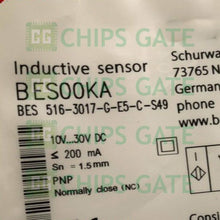 CHIPS GATE
Inductive sensor
BES00KA
BES 516-3017-G-E5-C-S49
10V...30V DC
≤ 200 mA
Sn = 1.5mm
PNP
Normally close (NC)
Schurwa
73765 N
German
phone
www.b
Cons